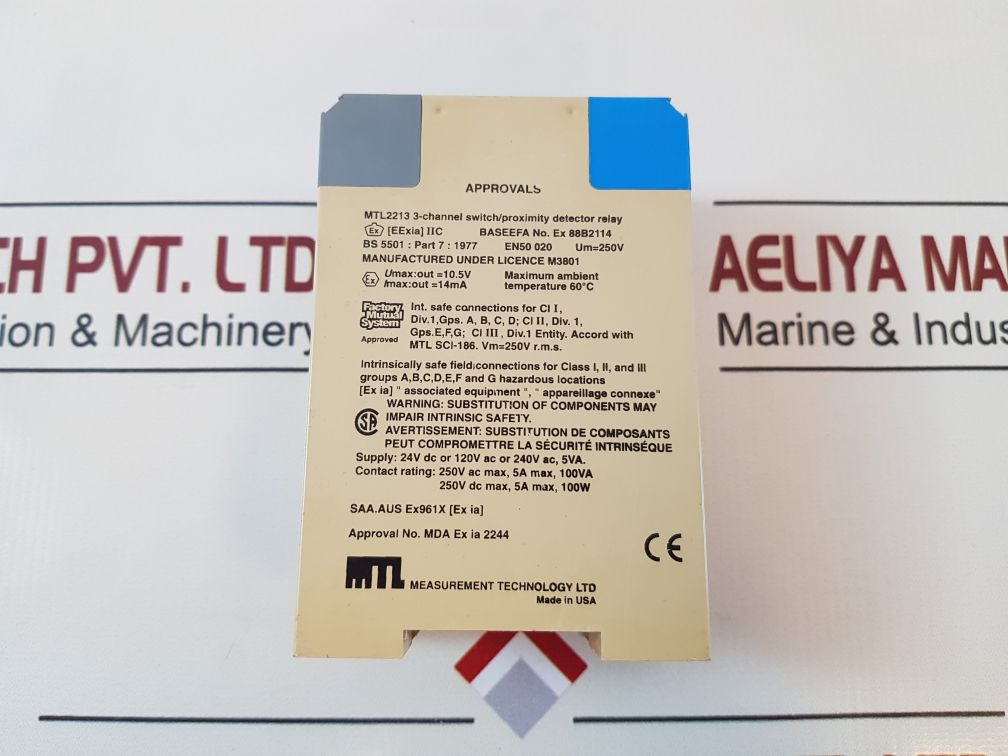 APPROVALS
MTL2213 3-channel switch/proximity detector relay
Ex [EExia] IIC BASEEFA No. Ex 88B2114
BS 5501 : Part 7 : 1977 EN50 020 Um=250V
MANUFACTURED UNDER LICENCE M3801
Ex Umax:out =10.5V Maximum ambient
Imax:out =14mA temperature 60°C
Factory Mutual System Approved
Int. safe connections for Cl I,
Div.1,Gps. A, B, C, D; Cl II, Div. 1,
Gps.E,F,G; Cl III, Div.1 Entity. Accord with
MTL SCI-186. Vm=250V r.m.s.
Intrinsically safe field connections for Class I, II, and III
groups A,B,C,D,E,F and G hazardous locations
[Ex ia] " associated equipment ", " appareillage connexe"
WARNING: SUBSTITUTION OF COMPONENTS MAY
IMPAIR INTRINSIC SAFETY.
AVERTISSEMENT: SUBSTITUTION DE COMPOSANTS
PEUT COMPROMETTRE LA SÉCURITÉ INTRINSÉQUE
Supply: 24V dc or 120V ac or 240V ac, 5VA.
Contact rating: 250V ac max, 5A max, 100VA
250V dc max, 5A max, 100W
SAA.AUS Ex961X [Ex ia]
Approval No. MDA Ex ia 2244
CE
MTL MEASUREMENT TECHNOLOGY LTD
Made in USA
CH PVT. LTD
ion & Machinery
AELIYA MA
Marine & Indus